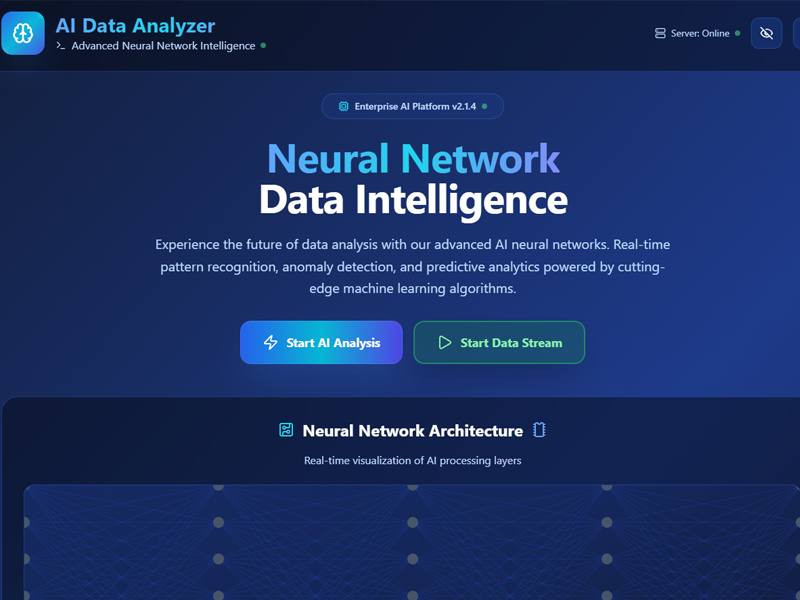 AI Data Analyzer
Advanced Neural Network Intelligence
Server: Online
Enterprise AI Platform v2.1.4
Neural Network
Data Intelligence
Experience the future of data analysis with our advanced AI neural networks. Real-time
pattern recognition, anomaly detection, and predictive analytics powered by cutting-
edge machine learning algorithms.
Start AI Analysis
Start Data Stream
Neural Network Architecture
Real-time visualization of AI processing layers